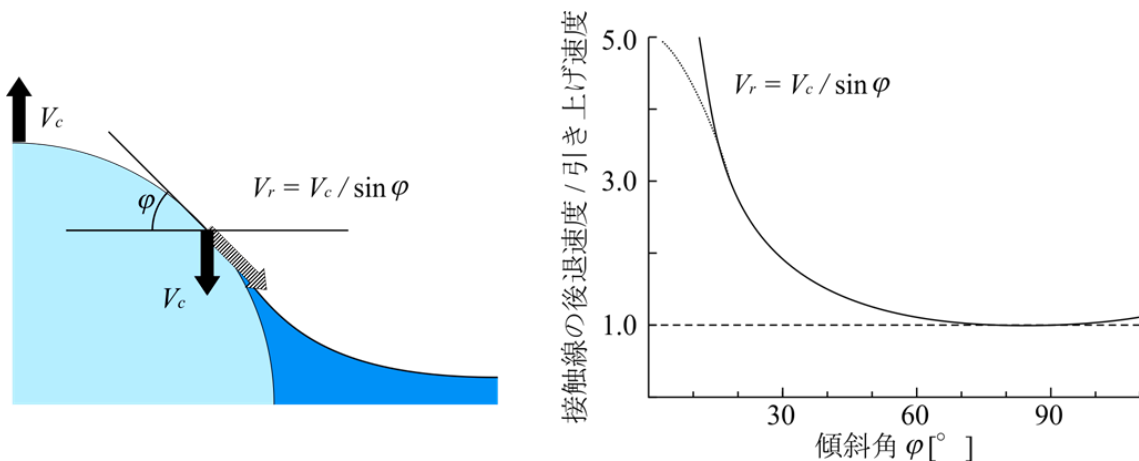 Vc
φ
Vr = Vc / sin φ
Vc
接触線の後退速度 / 引き上げ速度
5.0
3.0
1.0
Vr = Vc / sin φ
30
60
90
傾斜角 φ[° ]